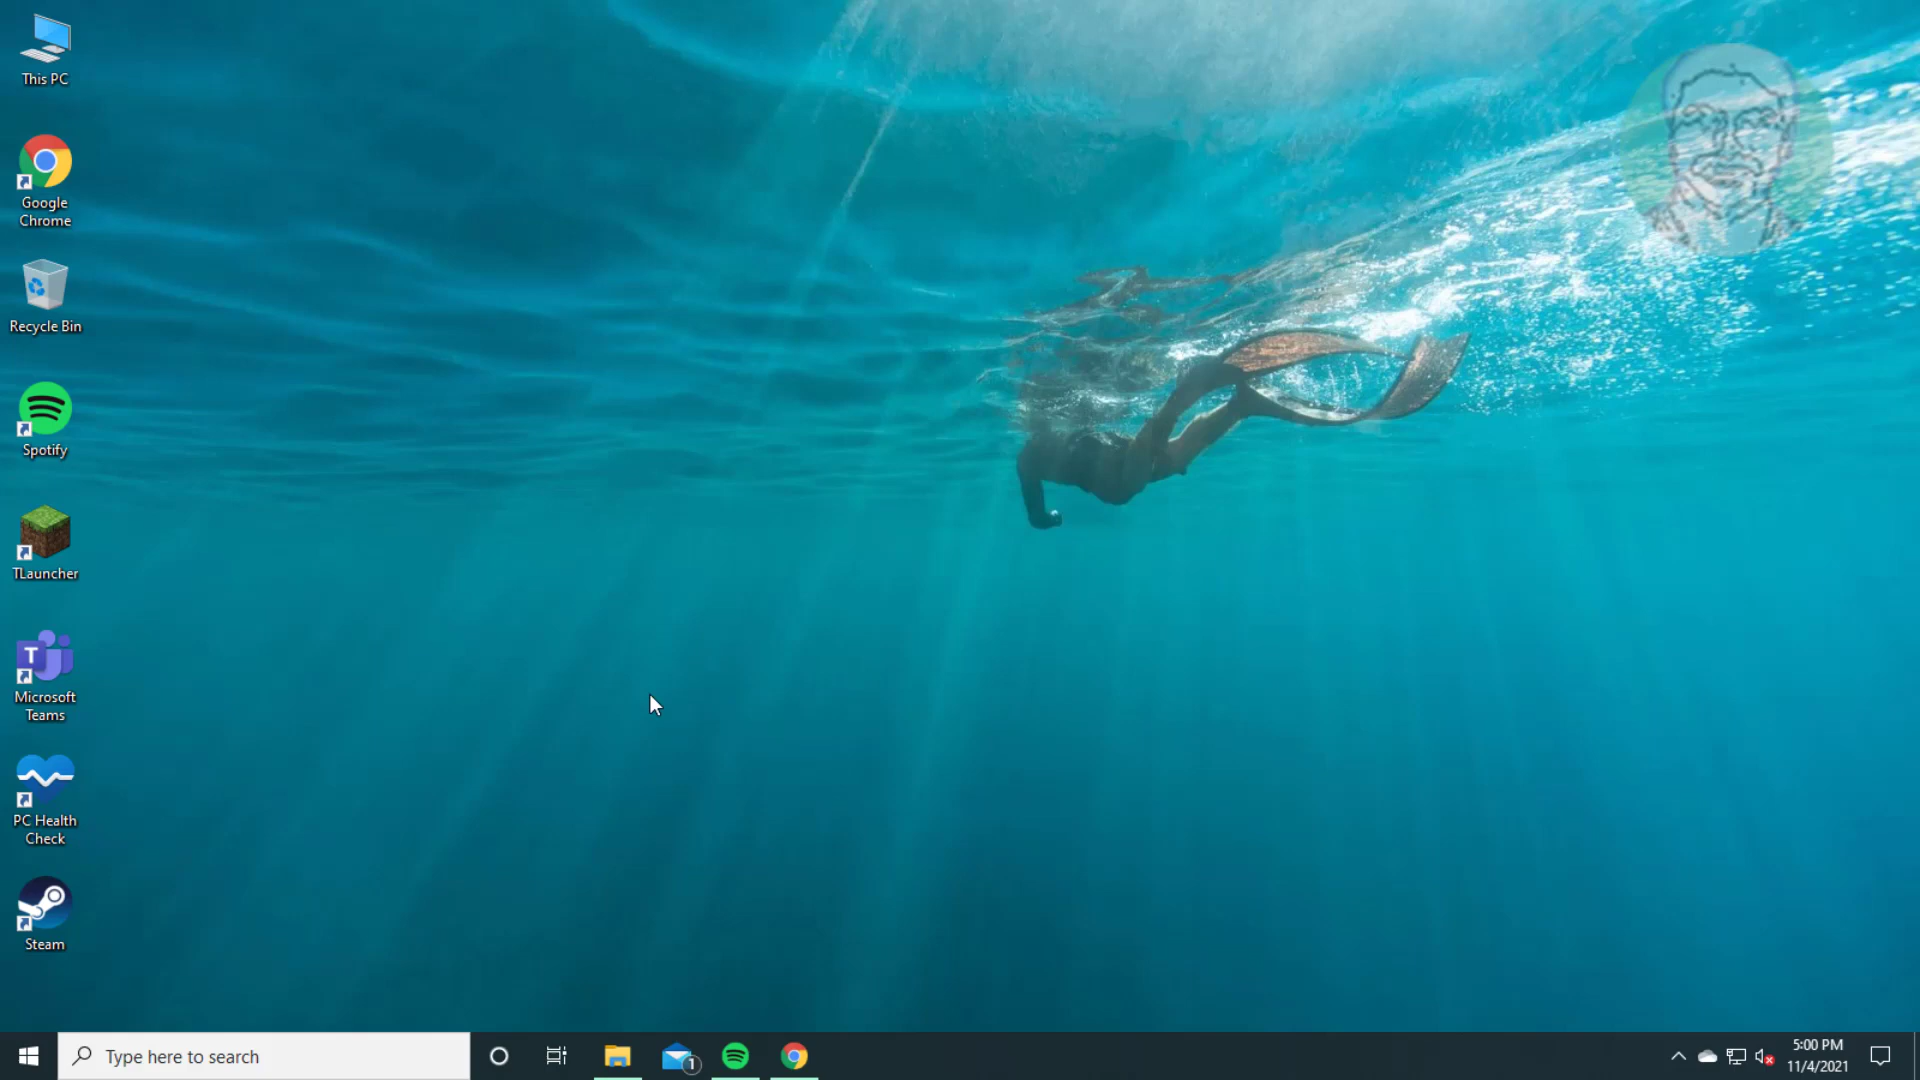 This PC
Google
Chrome
Recycle Bin
Spotify
TLauncher
T
Microsoft
Teams
PC Health
Check
Steam
Type here to search
1
5:00 PM
11/4/2021